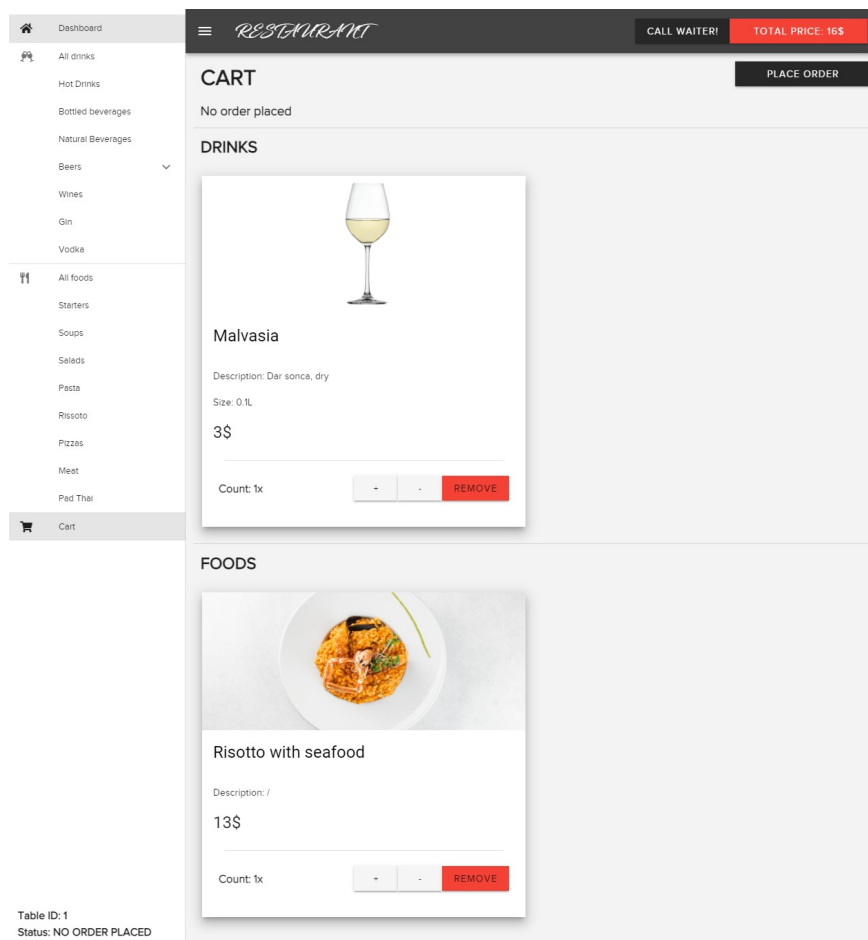 Dashboard
All drinks
Hot Drinks
Bottled beverages
Natural Beverages
Beers
Wines
Gin
Vodka
All foods
Starters
Soups
Salads
Pasta
Rissoto
Pizzas
Meat
Pad Thai
Cart
Table ID: 1
Status: NO ORDER PLACED
RESTAURANT
CALL WAITER!
TOTAL PRICE: 16$
CART
PLACE ORDER
No order placed
DRINKS
Malvasia
Description: Dar sonca, dry
Size: 0.1L
3$
Count: 1x + - REMOVE
FOODS
Risotto with seafood
Description: /
13$
Count: 1x + - REMOVE